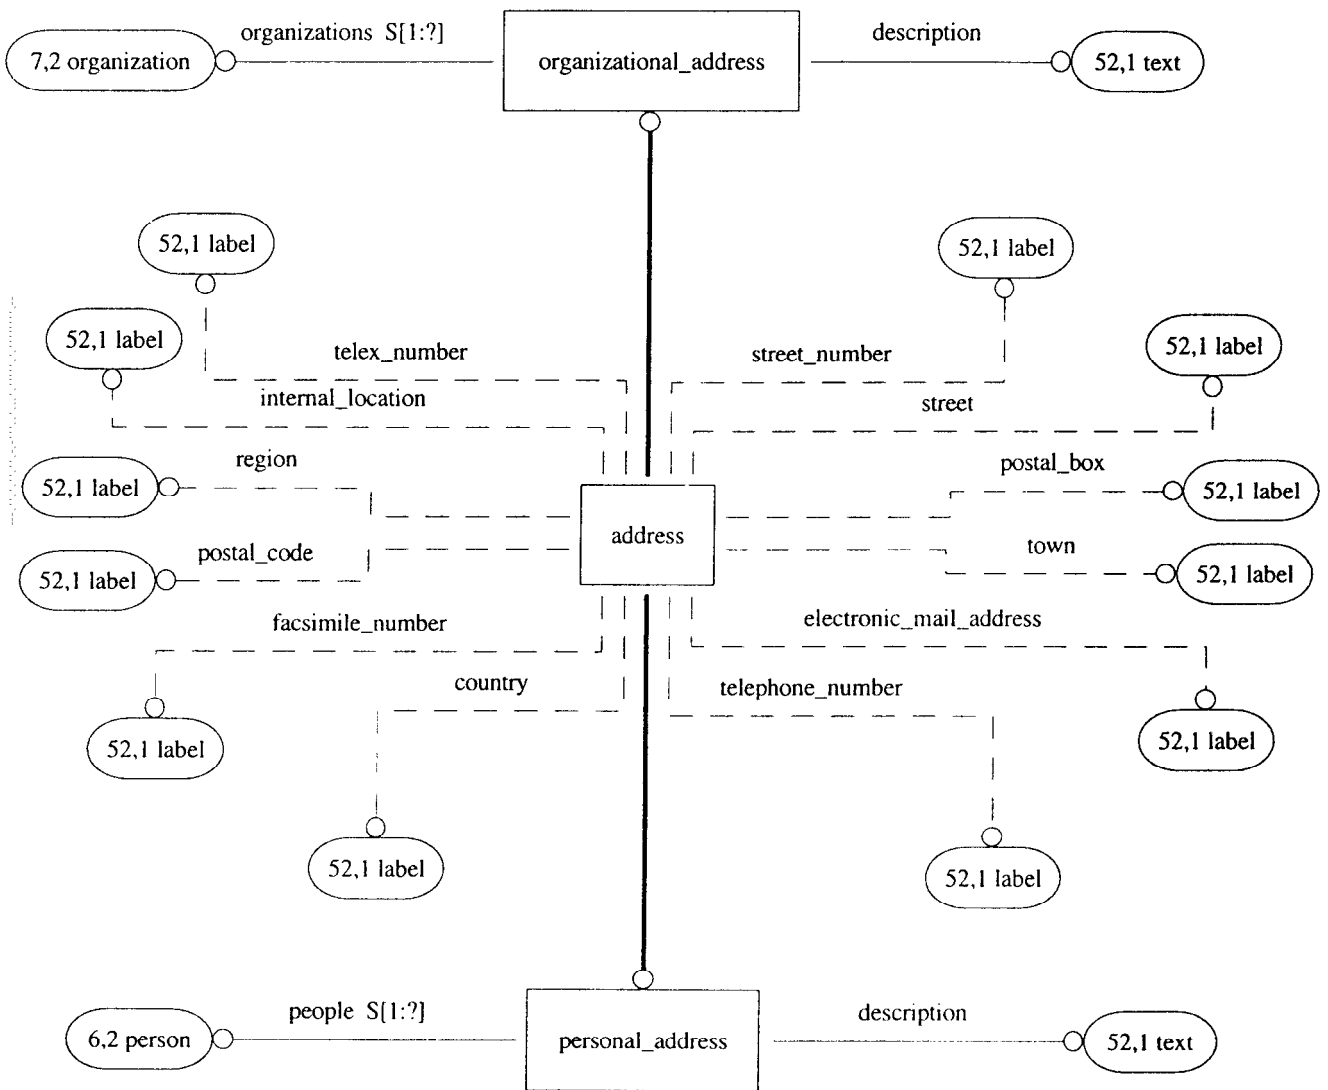 organizations S[1:?]
description
7,2 organization
organizational_address
52,1 text
52,1 label
52,1 label
52,1 label
52,1 label
telex_number
street_number
internal_location
street
region
postal_box
52,1 label
52,1 label
address
postal_code
town
52,1 label
52,1 label
facsimile_number
electronic_mail_address
country
telephone_number
52,1 label
52,1 label
52,1 label
52,1 label
people S[1:?]
description
6,2 person
personal_address
52,1 text